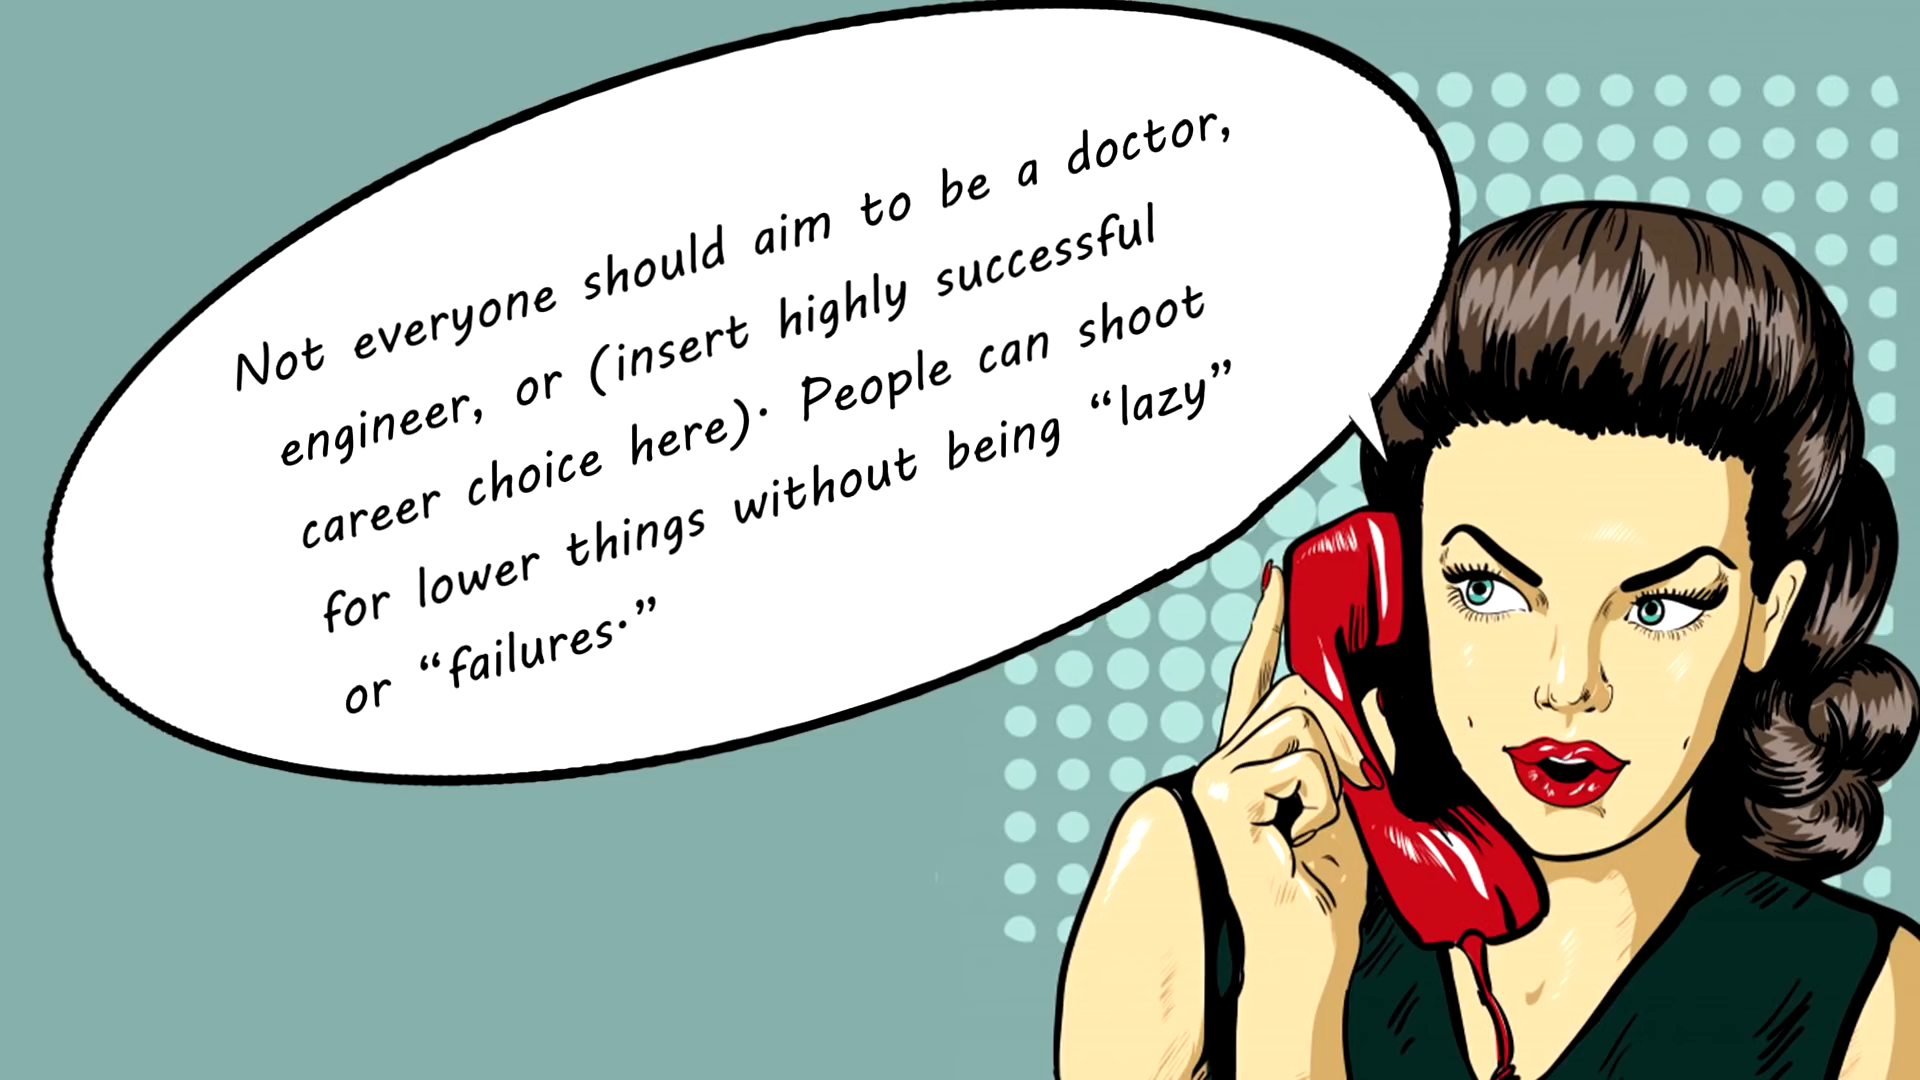 Not everyone should aim to be a doctor,
engineer, or (insert highly successful
career choice here). People can shoot
for lower things without being “lazy”
or “failures.”